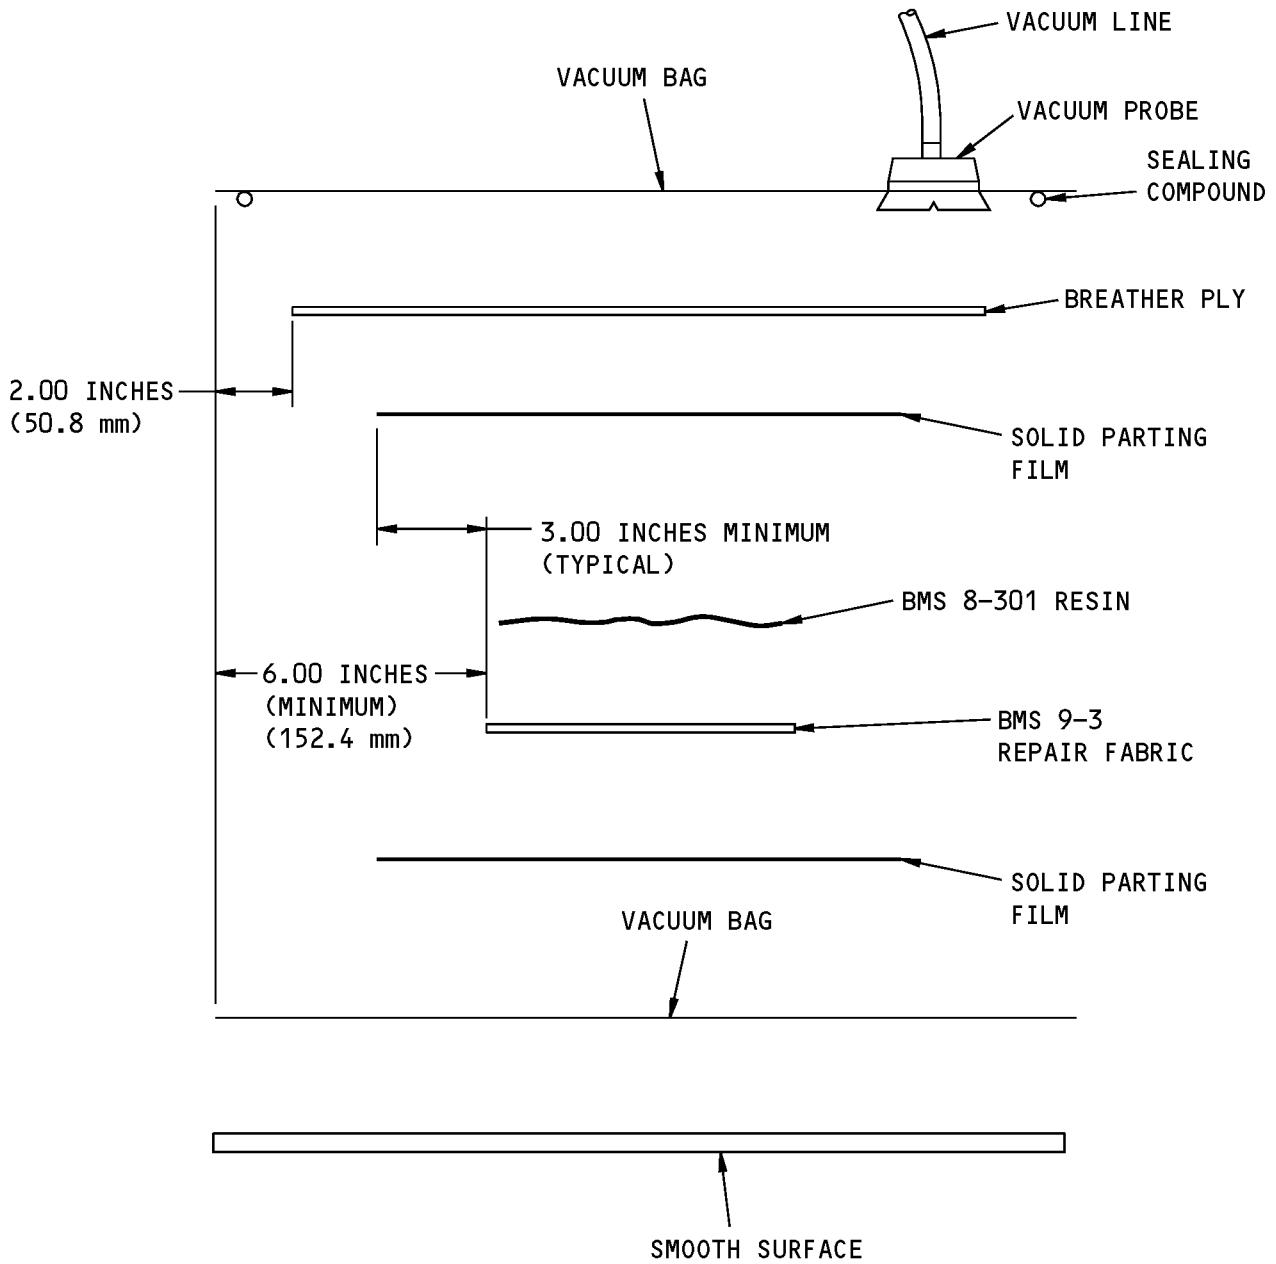 VACUUM LINE
VACUUM BAG
VACUUM PROBE
SEALING
COMPOUND
BREATHER PLY
2.00 INCHES
(50.8 mm)
SOLID PARTING
FILM
3.00 INCHES MINIMUM
(TYPICAL)
BMS 8-301 RESIN
6.00 INCHES
(MINIMUM)
(152.4 mm)
BMS 9-3
REPAIR FABRIC
SOLID PARTING
FILM
VACUUM BAG
SMOOTH SURFACE